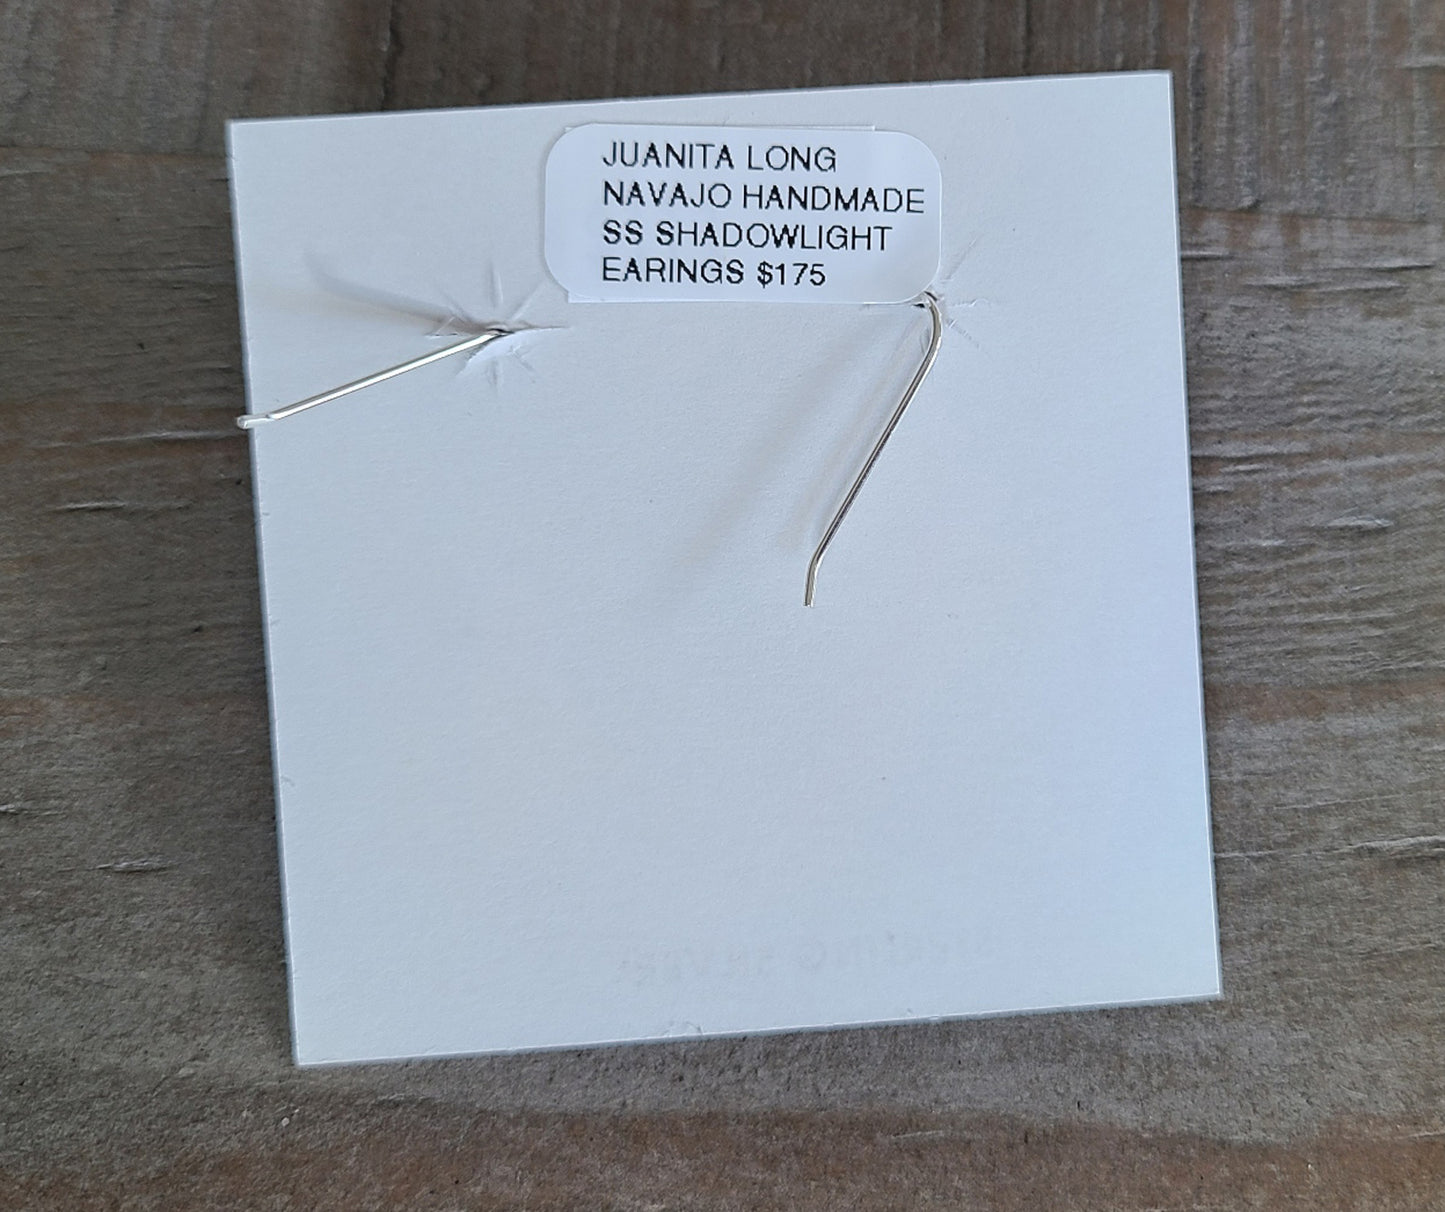 JUANITA LONG
NAVAJO HANDMADE
SS SHADOWLIGHT
EARINGS $175